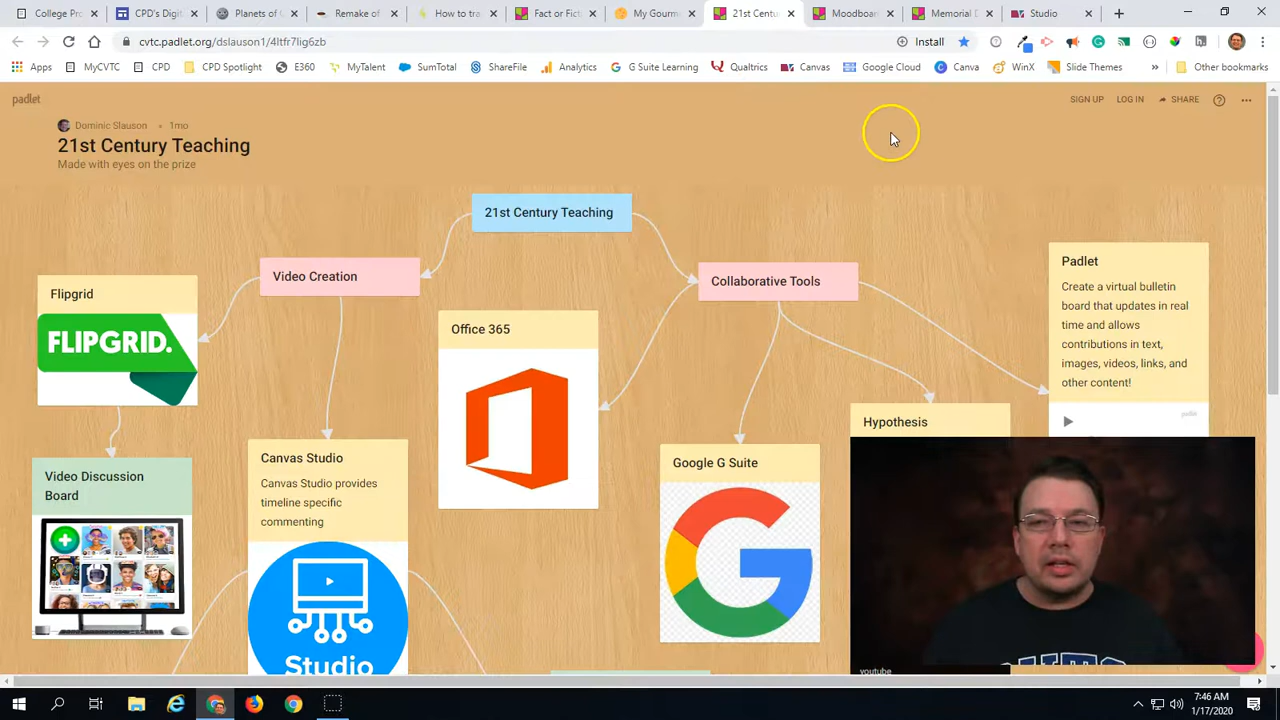 College Pro
CPD's Digit
Planets of t
Remake of
How to tra
Fact or Fict
My Gourme
21st Centu
Moodboar
Memorial D
Studio
cvtc.padlet.org/dslauson1/4ltfr7lig6zb
Install
Apps
MyCVTC
CPD
CPD Spotlight
E360
MyTalent
SumTotal
ShareFile
Analytics
G Suite Learning
Qualtrics
Canvas
Google Cloud
Canva
WinX
Slide Themes
Other bookmarks
padlet
SIGN UP
LOG IN
SHARE
Dominic Slauson • 1mo
21st Century Teaching
Made with eyes on the prize
21st Century Teaching
Video Creation
Collaborative Tools
Padlet
Create a virtual bulletin
board that updates in real
time and allows
contributions in text,
images, videos, links, and
other content!
padlet
Flipgrid
FLIPGRID.
Office 365
Hypothesis
youtube
Video Discussion
Board
Canvas Studio
Canvas Studio provides
timeline specific
commenting
Studio
Google G Suite
7:46 AM
1/17/2020